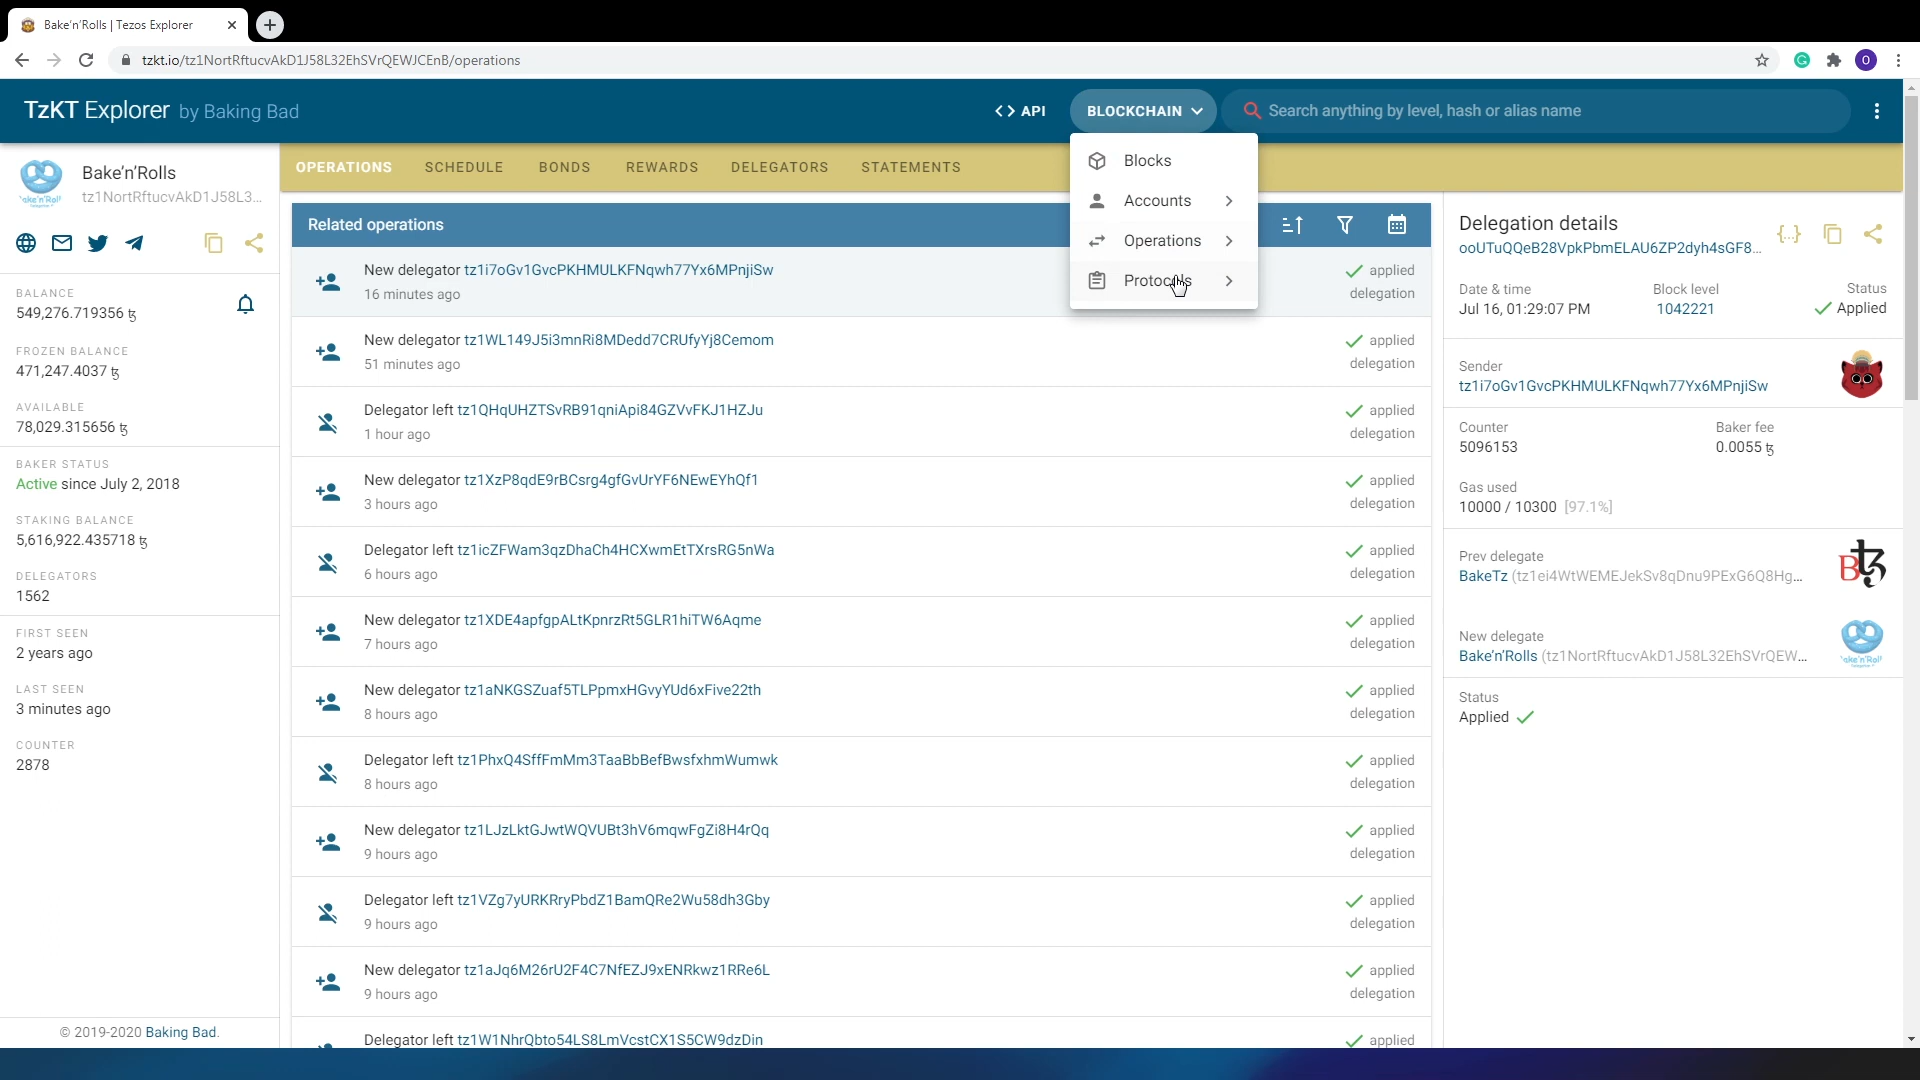 Bake'n'Rolls | Tezos Explorer
tzkt.io/tz1NortRftucvAkD1J58L32EhSVrQEWJCEnB/operations
TzKT Explorer by Baking Bad
<> API
BLOCKCHAIN
Search anything by level, hash or alias name
Blocks
Accounts
Operations
Protocols
Bake'n'Rolls
tz1NortRftucvAkD1J58L3...
BALANCE
549,276.719356 ꜩ
FROZEN BALANCE
471,247.4037 ꜩ
AVAILABLE
78,029.315656 ꜩ
BAKER STATUS
Active since July 2, 2018
STAKING BALANCE
5,616,922.435718 ꜩ
DELEGATORS
1562
FIRST SEEN
2 years ago
LAST SEEN
3 minutes ago
COUNTER
2878
© 2019-2020 Baking Bad.
OPERATIONS SCHEDULE BONDS REWARDS DELEGATORS STATEMENTS
Related operations
New delegator tz1i7oGv1GvcPKHMULKFNqwh77Yx6MPnjiSw
16 minutes ago
applied
delegation
New delegator tz1WL149J5i3mnRi8MDedd7CRUfyYj8Cemom
51 minutes ago
applied
delegation
Delegator left tz1QHqUHZTSvRB91qniApi84GZVvFKJ1HZJu
1 hour ago
applied
delegation
New delegator tz1XzP8qdE9rBCsrg4gfGvUrYF6NEwEYhQf1
3 hours ago
applied
delegation
Delegator left tz1icZFWam3qzDhaCh4HCXwmEtTXrsRG5nWa
6 hours ago
applied
delegation
New delegator tz1XDE4apfgpALtKpnrzRt5GLR1hiTW6Aqme
7 hours ago
applied
delegation
New delegator tz1aNKGSZuaf5TLPpmxHGvyYUd6xFive22th
8 hours ago
applied
delegation
Delegator left tz1PhxQ4SffFmMm3TaaBbBefBwsfxhmWumwk
8 hours ago
applied
delegation
New delegator tz1LJzLktGJwtWQVUBt3hV6mqwFgZi8H4rQq
9 hours ago
applied
delegation
Delegator left tz1VZg7yURKRryPbdZ1BamQRe2Wu58dh3Gby
9 hours ago
applied
delegation
New delegator tz1aJq6M26rU2F4C7NfEZJ9xENRkwz1RRe6L
9 hours ago
applied
delegation
Delegator left tz1W1NhrQbto54LS8LmVcstCX1S5CW9dzDin
applied
Delegation details
ooUTuQQeB28VpkPbmELAU6ZP2dyh4sGF8...
{...}
Date & time
Jul 16, 01:29:07 PM
Block level
1042221
Status
Applied
Sender
tz1i7oGv1GvcPKHMULKFNqwh77Yx6MPnjiSw
Counter
5096153
Baker fee
0.0055 ꜩ
Gas used
10000 / 10300 [97.1%]
Prev delegate
BakeTz (tz1ei4WtWEMEJekSv8qDnu9PExG6Q8Hg...
New delegate
Bake'n'Rolls (tz1NortRftucvAkD1J58L32EhSVrQEW...
Status
Applied